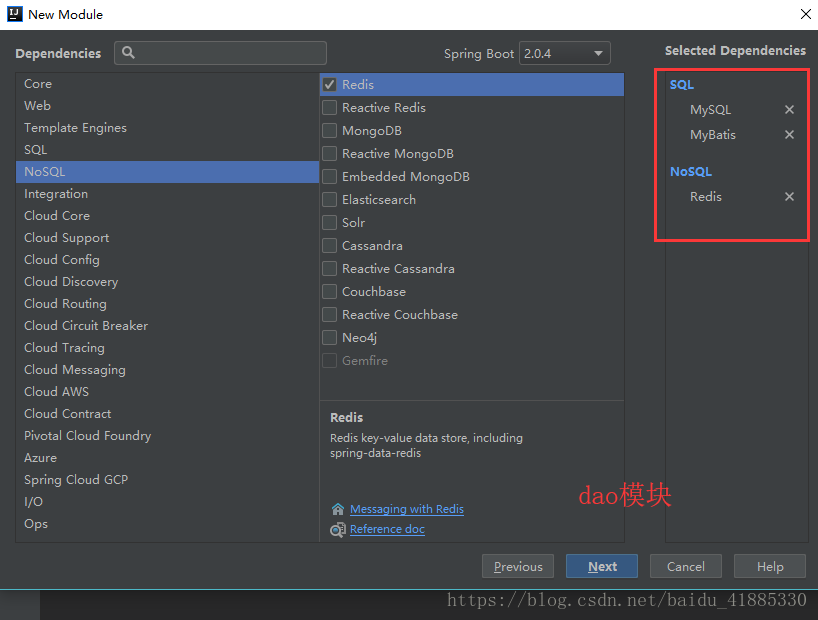 New Module
Dependencies
Spring Boot 2.0.4
Selected Dependencies
Core
Web
Template Engines
SQL
NoSQL
Integration
Cloud Core
Cloud Support
Cloud Config
Cloud Discovery
Cloud Routing
Cloud Circuit Breaker
Cloud Tracing
Cloud Messaging
Cloud AWS
Cloud Contract
Pivotal Cloud Foundry
Azure
Spring Cloud GCP
I/O
Ops
Redis
Reactive Redis
MongoDB
Reactive MongoDB
Embedded MongoDB
Elasticsearch
Solr
Cassandra
Reactive Cassandra
Couchbase
Reactive Couchbase
Neo4j
Gemfire
Redis
Redis key-value data store, including
spring-data-redis
Messaging with Redis
Reference doc
SQL
MySQL
MyBatis
NoSQL
Redis
dao模块
Previous
Next
Cancel
Help
https://blog.csdn.net/baidu_41885330